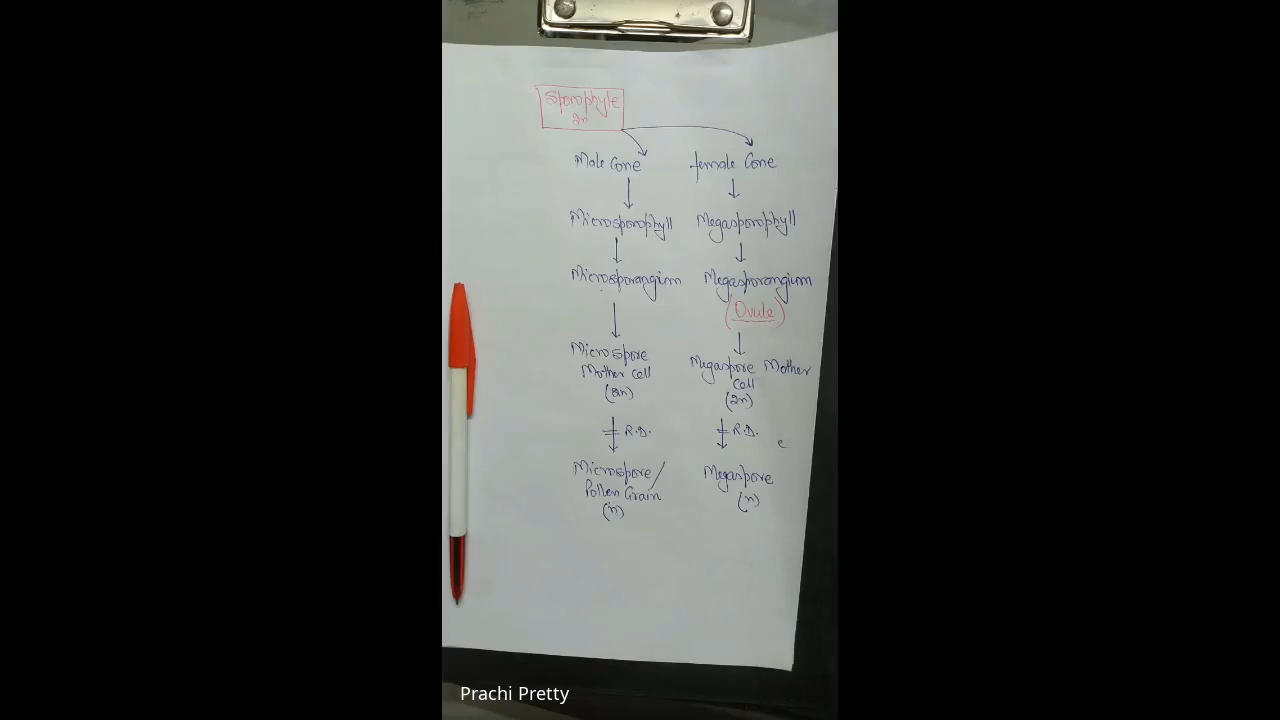 Sporophyte
2n
Male Cone
female Cone
Microsporophyll
Megasporophyll
Microsporangium
Megasporangium
(Ovule)
Microspore
Mother Cell
(2n)
Megaspore Mother
Cell
(2n)
R.D.
R.D.
e
Microspore/
Pollen Grain
(n)
Megaspore
(n)
Prachi Pretty